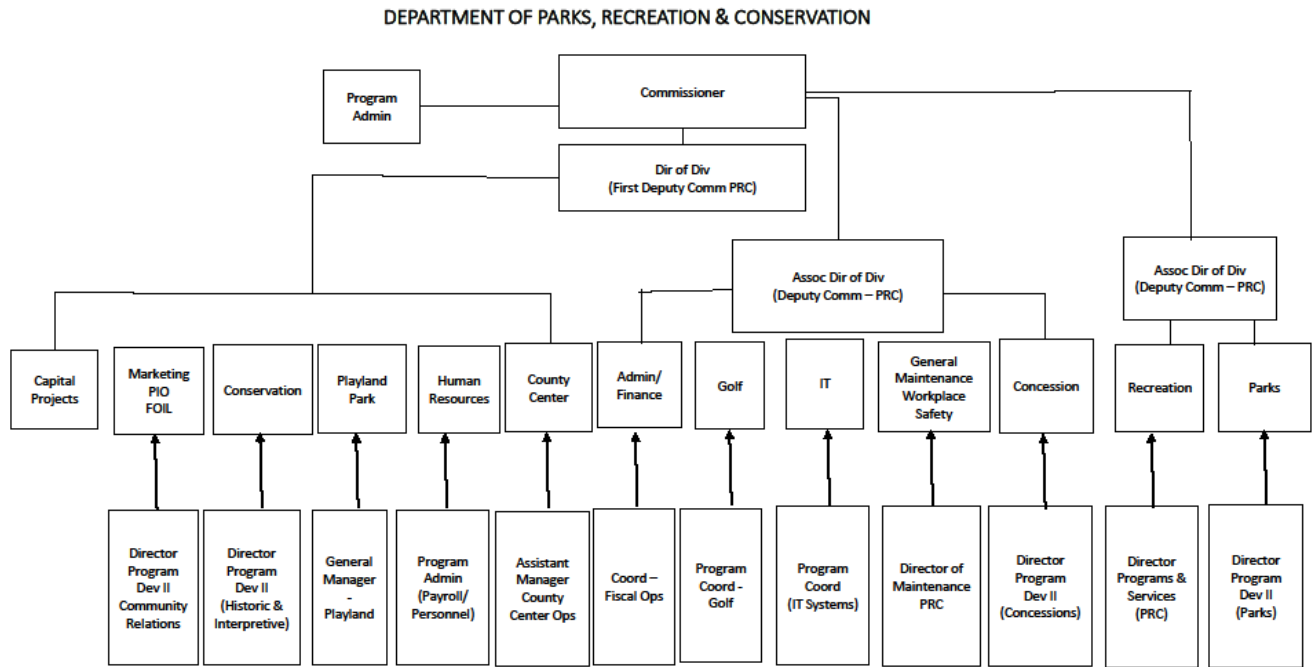 DEPARTMENT OF PARKS, RECREATION & CONSERVATION
Commissioner
Program
Admin
Dir of Div
(First Deputy Comm PRC)
Assoc Dir of Div
(Deputy Comm – PRC)
Assoc Dir of Div
(Deputy Comm – PRC)
Capital
Projects
Marketing
PIO
FOIL
Conservation
Playland
Park
Human
Resources
County
Center
Admin/
Finance
Golf
IT
General
Maintenance
Workplace
Safety
Concession
Recreation
Parks
Director
Program
Dev II
Community
Relations
Director
Program
Dev II
(Historic &
Interpretive)
General
Manager
-
Playland
Program
Admin
(Payroll/
Personnel)
Assistant
Manager
County
Center Ops
Coord –
Fiscal Ops
Program
Coord -
Golf
Program
Coord
(IT Systems)
Director of
Maintenance
PRC
Director
Program
Dev II
(Concessions)
Director
Programs &
Services
(PRC)
Director
Program
Dev II
(Parks)